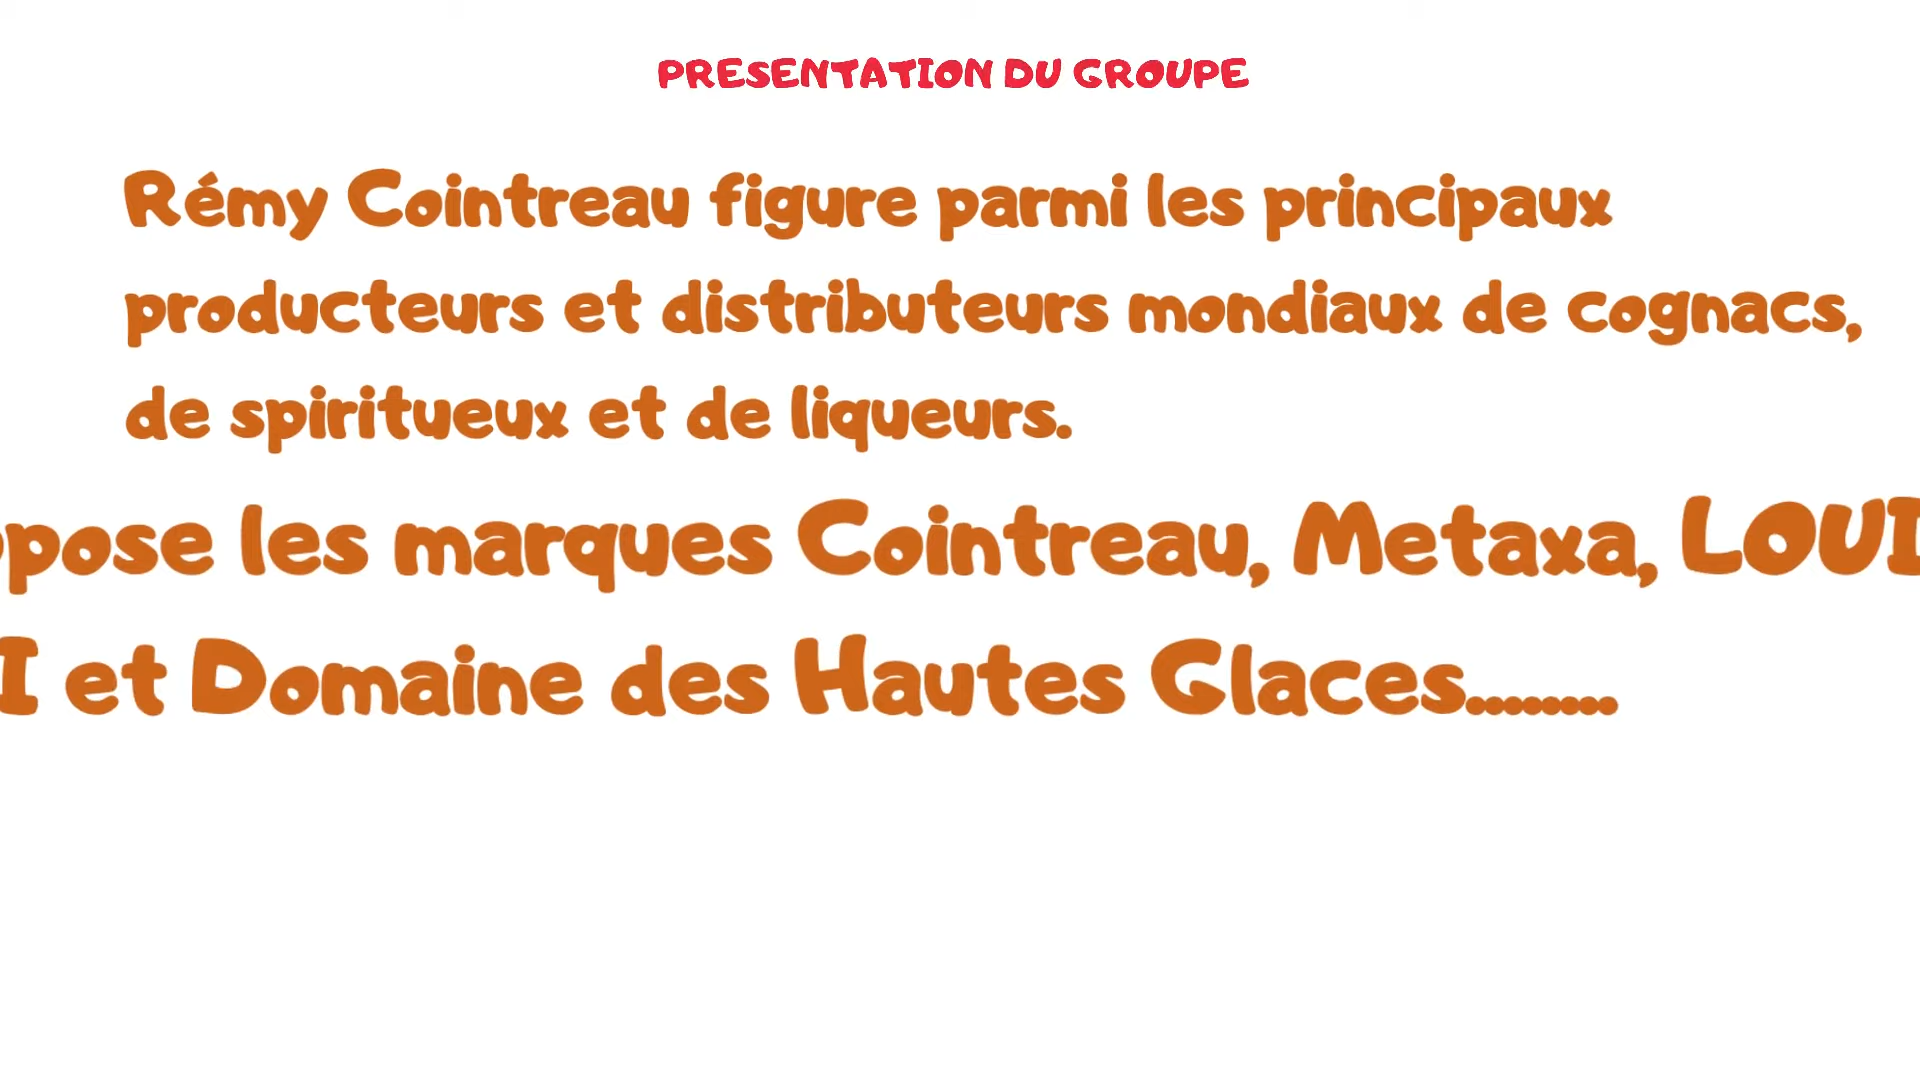 PRESENTATION DU GROUPE
Rémy Cointreau figure parmi les principaux
producteurs et distributeurs mondiaux de cognacs,
de spiritueux et de liqueurs.
pose les marques Cointreau, Metaxa, LOUI
I et Domaine des Hautes Glaces........